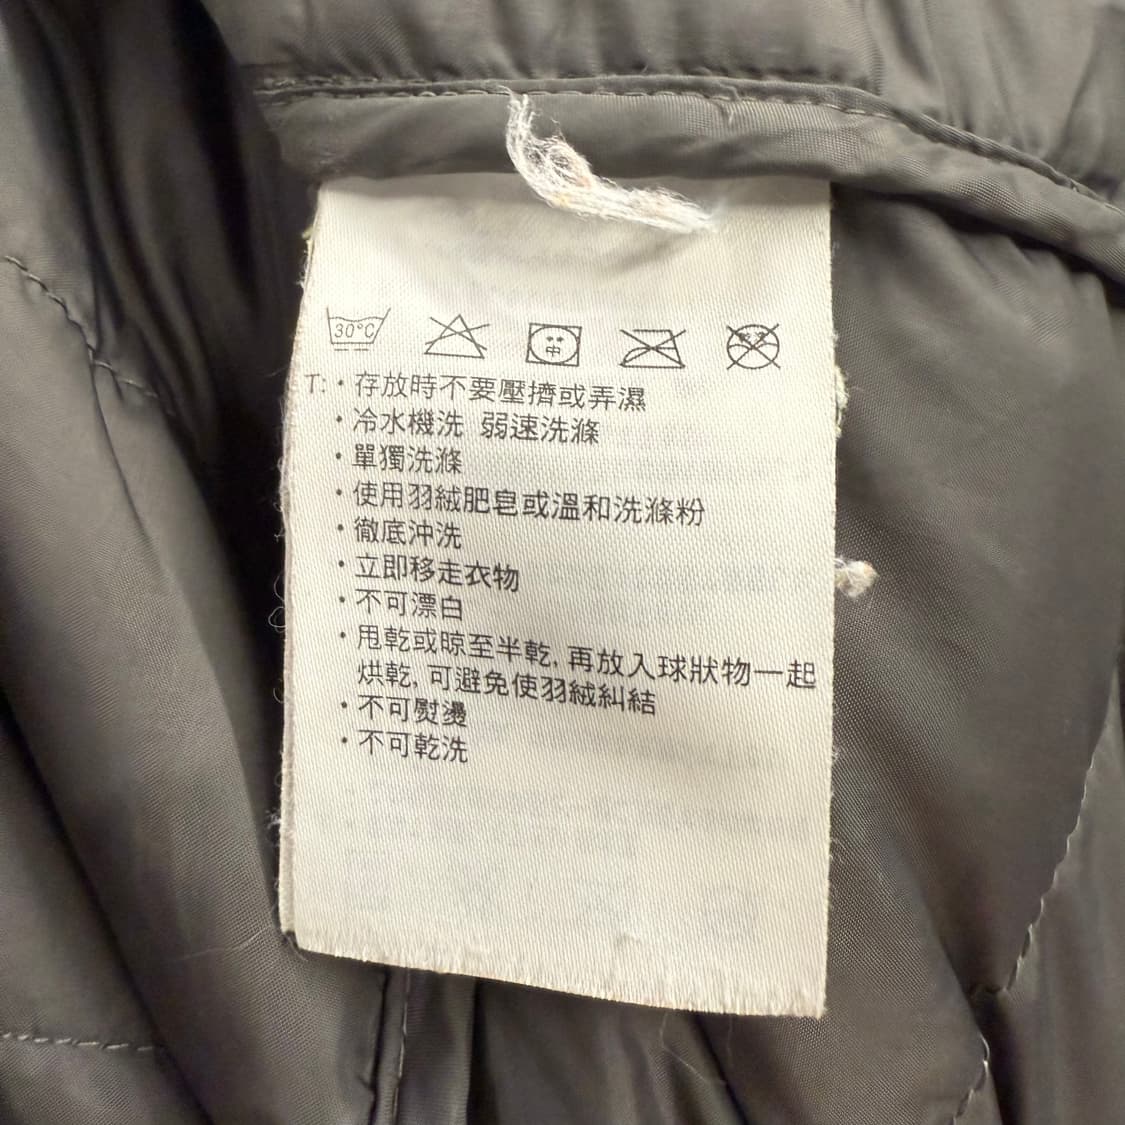 30°C
中
T: · 存放時不要壓擠或弄濕
· 冷水機洗 弱速洗滌
· 單獨洗滌
· 使用羽絨肥皂或溫和洗滌粉
· 徹底沖洗
· 立即移走衣物
· 不可漂白
· 甩乾或晾至半乾, 再放入球狀物一起
烘乾, 可避免使羽絨糾結
· 不可熨燙
· 不可乾洗